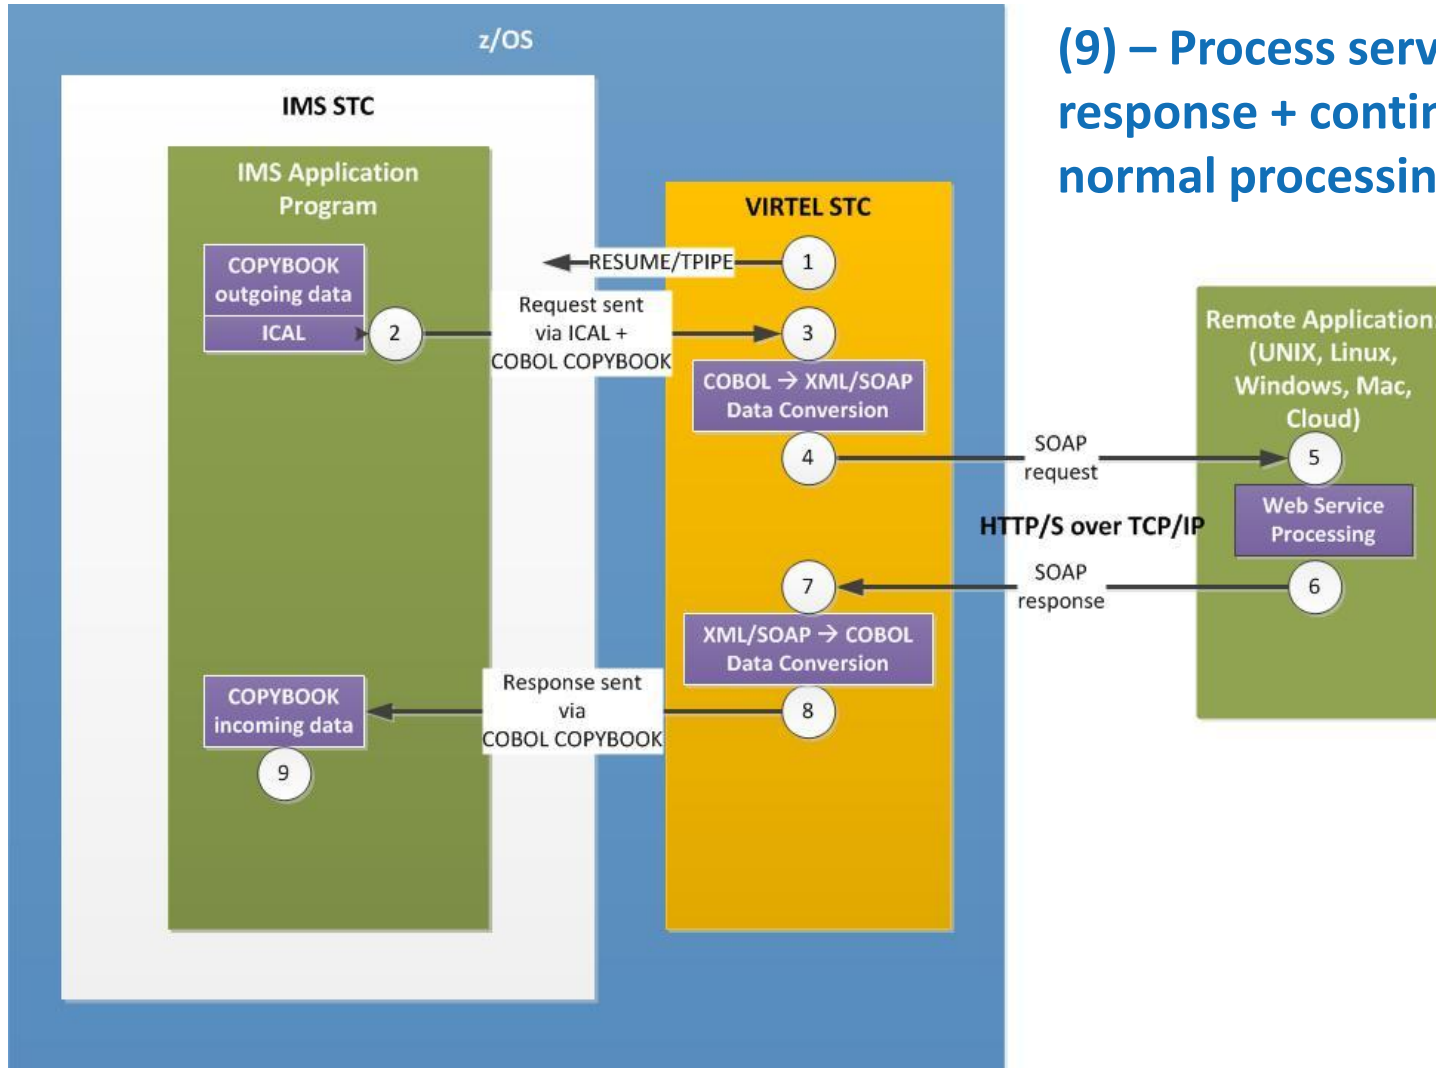 z/OS
(9) – Process serv
response + contin
normal processin
IMS STC
IMS Application
Program
VIRTEL STC
COPYBOOK
outgoing data
ICAL
RESUME/TPIPE
1
2
Request sent
via ICAL +
COBOL COPYBOOK
3
COBOL → XML/SOAP
Data Conversion
4
SOAP
request
Remote Application
(UNIX, Linux,
Windows, Mac,
Cloud)
5
Web Service
Processing
HTTP/S over TCP/IP
6
SOAP
response
7
XML/SOAP → COBOL
Data Conversion
8
Response sent
via
COBOL COPYBOOK
COPYBOOK
incoming data
9